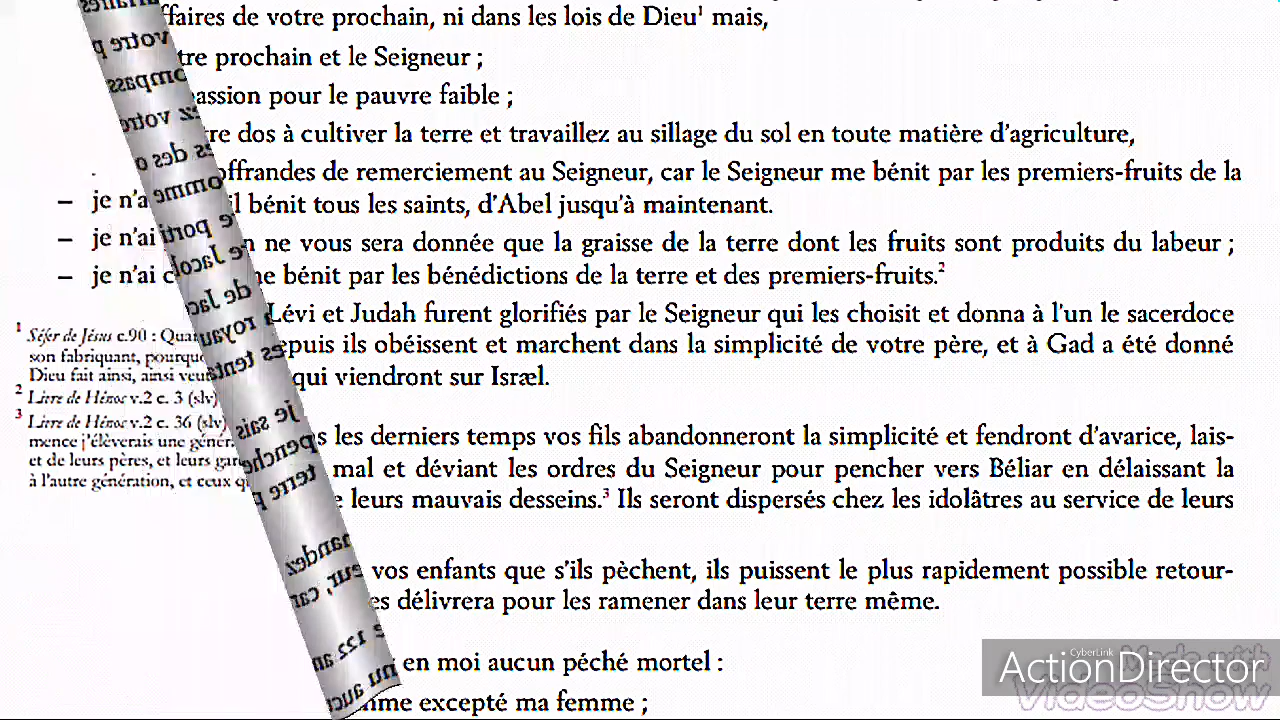 ffaires de votre prochain, ni dans les lois de Dieu¹ mais,
tre prochain et le Seigneur ;
assion pour le pauvre faible ;
re dos à cultiver la terre et travaillez au sillage du sol en toute matière d'agriculture,
offrandes de remerciement au Seigneur, car le Seigneur me bénit par les premiers-fruits de la
– je n'a il bénit tous les saints, d'Abel jusqu'à maintenant.
– je n'ai n ne vous sera donnée que la graisse de la terre dont les fruits sont produits du labeur ;
– je n'ai c ne bénit par les bénédictions de la terre et des premiers-fruits.²
Lévi et Judah furent glorifiés par le Seigneur qui les choisit et donna à l'un le sacerdoce
epuis ils obéissent et marchent dans la simplicité de votre père, et à Gad a été donné
qui viendront sur Isræl.
s les derniers temps vos fils abandonneront la simplicité et fendront d'avarice, lais-
mal et déviant les ordres du Seigneur pour pencher vers Béliar en délaissant la
e leurs mauvais desseins.³ Ils seront dispersés chez les idolâtres au service de leurs
vos enfants que s'ils pèchent, ils puissent le plus rapidement possible retour-
es délivrera pour les ramener dans leur terre même.
en moi aucun péché mortel :
me excepté ma femme ;
¹ Séfer de Jésus c.90 : Qua
son fabriquant, pourqu
Dieu fait ainsi, ainsi veut
² Livre de Hénoc v.2 c. 3 (slv)
³ Livre de Hénoc v.2 c. 36 (slv)
mence j'élèverais une génér
et de leurs pères, et leurs gar
à l'autre génération, et ceux q
CyberLink
ActionDirector
Made with
VideoShow